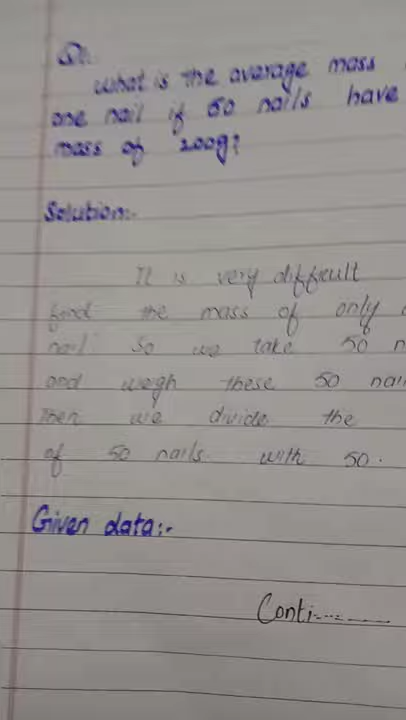 What is the average mass
one nail if 50 nails have
mass of 200g?
Solution:-
It is very difficult
find the mass of only
nail. So we take 50
and wegh these 50 nail
Then we divide the
of 50 nails. with 50.
Given data:-
Conti---------